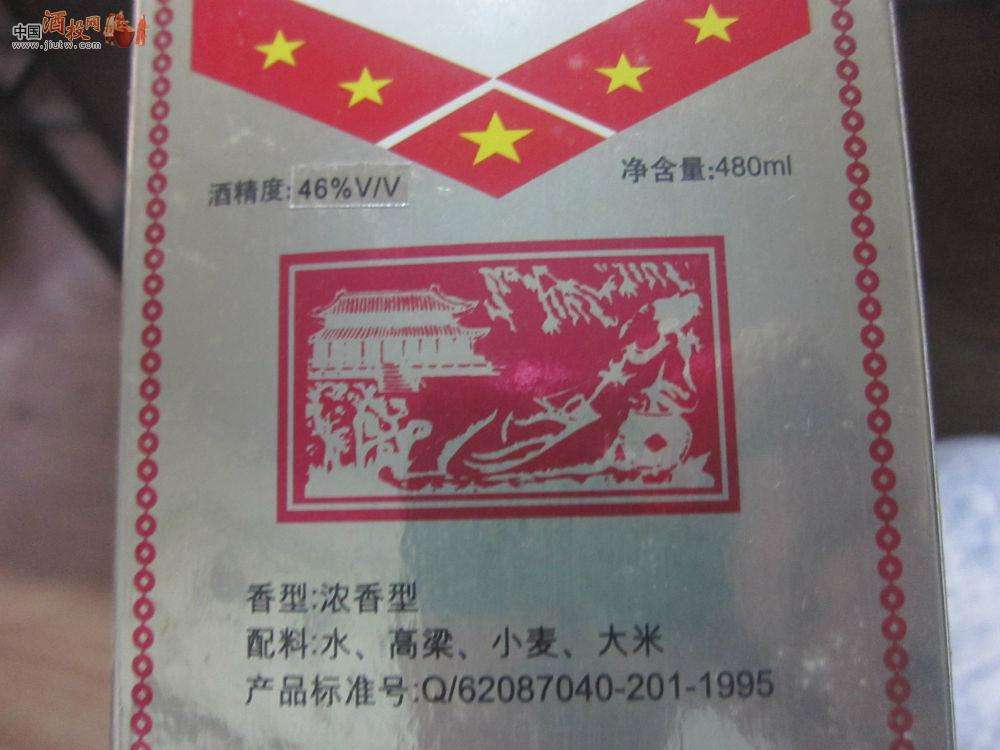 中国酒投网
www.jiutw.com
酒精度: 46%V/V
净含量:480ml
香型:浓香型
配料:水、高粱、小麦、大米
产品标准号:Q/62087040-201-1995